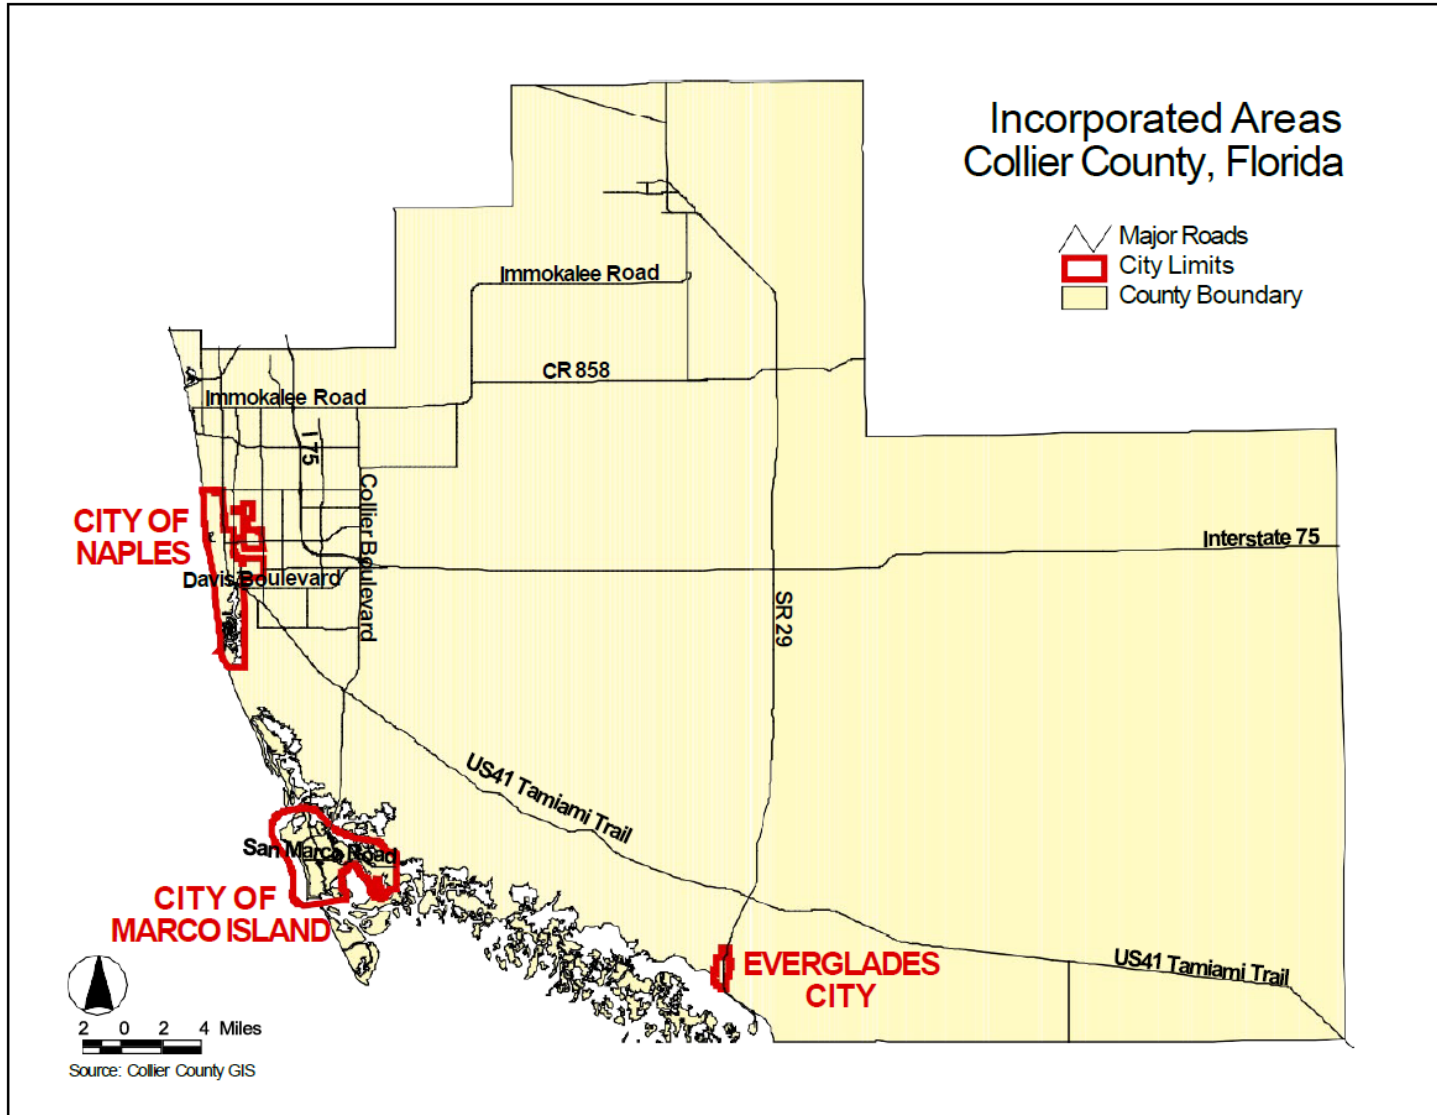 Incorporated Areas
Collier County, Florida
Major Roads
City Limits
County Boundary
Immokalee Road
CR 858
Immokalee Road
I 75
Collier Boulevard
CITY OF
NAPLES
Interstate 75
Davis Boulevard
SR 29
US41 Tamiami Trail
San Marco Road
CITY OF
MARCO ISLAND
EVERGLADES
CITY
US41 Tamiami Trail
2 0 2 4 Miles
Source: Collier County GIS